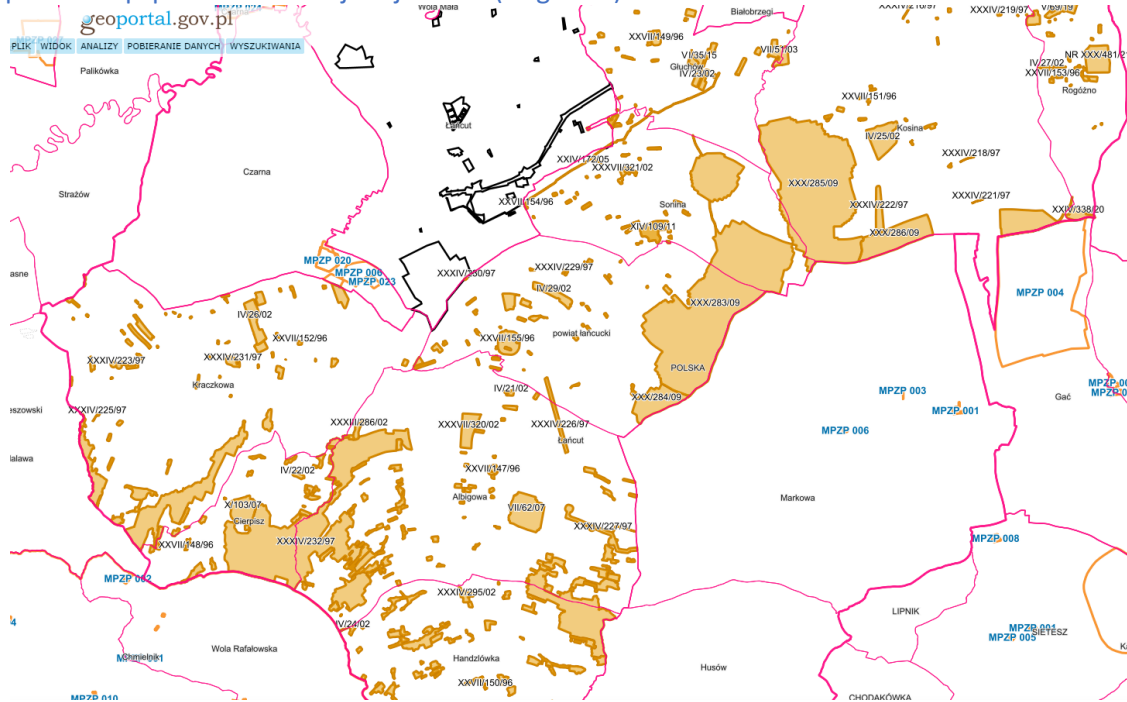 geoportal.gov.pl
PLIK WIDOK ANALIZY POBIERANIE DANYCH WYSZUKIWANIA
Wola Mała
Białobrzegi
XXXIV/219/97
V/69/19
XXVII/149/96
VI/35/15
Głuchów
IV/23/02
VII/51/03
NR XXX/481/2
IV/27/02
XXVII/153/96
Rogóżno
Palikówka
XXVII/151/96
Łańcut
Kosina
IV/25/02
XXXIV/218/97
XXIV/172/05
XXXVII/321/02
Czarna
XXX/285/09
Strażów
XXXIV/221/97
XXVII/154/96
Sonina
XXXIV/222/97
XXIV/338/20
XIV/109/11
XXX/286/09
MPZP 020
MPZP 000
MPZP 023
XXXIV/230/97
XXXIV/229/97
IV/29/02
MPZP 004
XXX/283/09
IV/26/02
XXVII/152/96
XXVII/155/96
powiat łańcucki
XXXIV/223/97
XXXIV/231/97
POLSKA
Kraczkowa
IV/21/02
MPZP 003
XXX/284/09
Gać
XXXIV/225/97
MPZP 001
XXXIII/286/02
XXXVII/320/02
XXXIV/226/97
MPZP 006
Łańcut
IV/22/02
XXVII/147/96
Albigowa
Markowa
X/103/07
Cierpisz
VII/62/07
XXXIV/227/97
XXVII/148/96
XXXIV/232/97
MPZP 008
MPZP 002
XXXIV/295/02
LIPNIK
IV/24/02
MPZP 001
MPZP 005
SIETESZ
Wola Rafałowska
Chmielnik
Handzlówka
Husów
XXVII/150/96
MPZP 010
CHODAKÓWKA